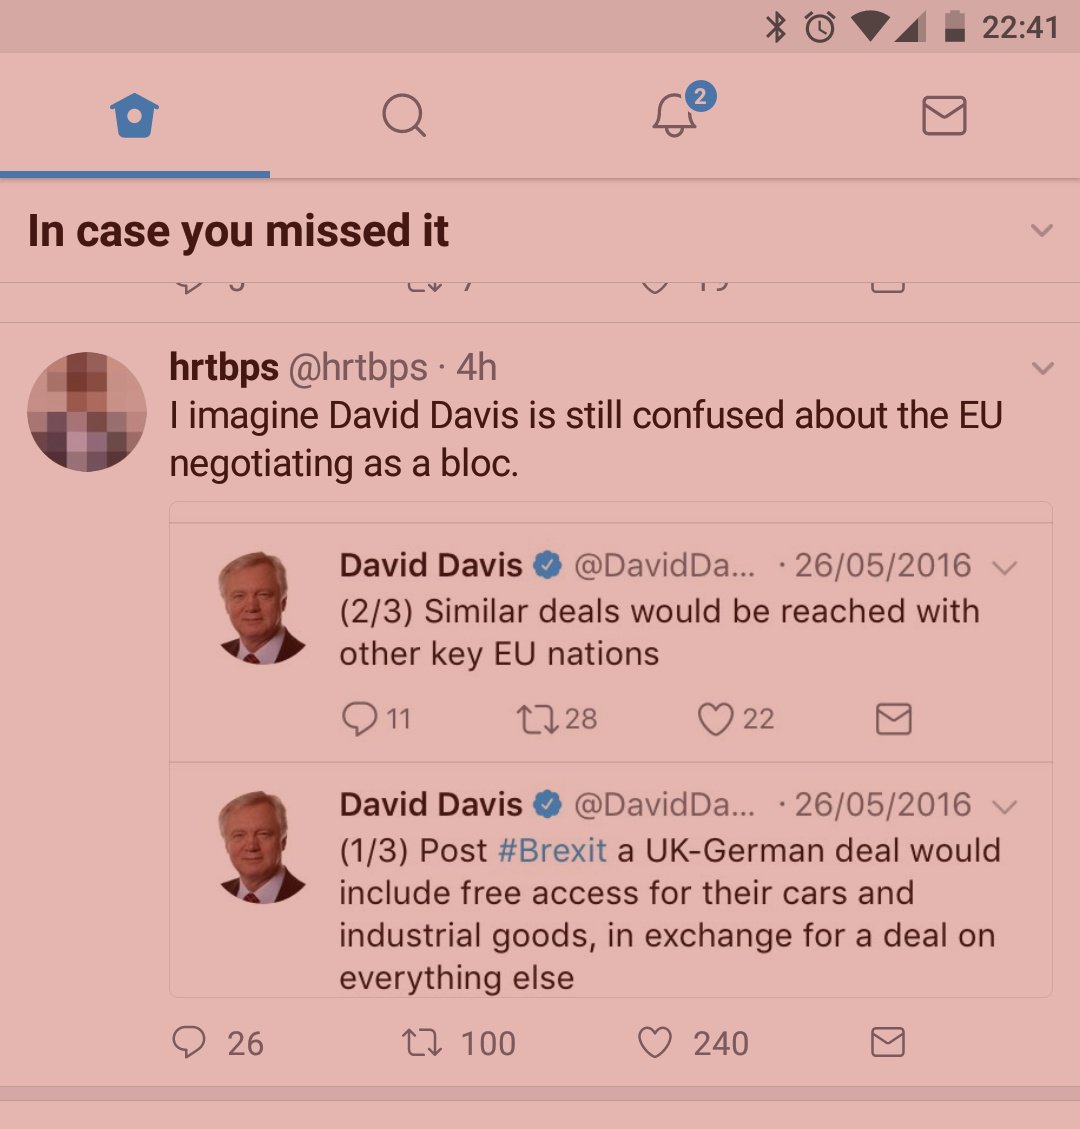 22:41
2
In case you missed it
hrtbps @hrtbps · 4h
I imagine David Davis is still confused about the EU
negotiating as a bloc.
David Davis @DavidDa... · 26/05/2016
(2/3) Similar deals would be reached with
other key EU nations
11 28 22
David Davis @DavidDa... · 26/05/2016
(1/3) Post #Brexit a UK-German deal would
include free access for their cars and
industrial goods, in exchange for a deal on
everything else
26 100 240